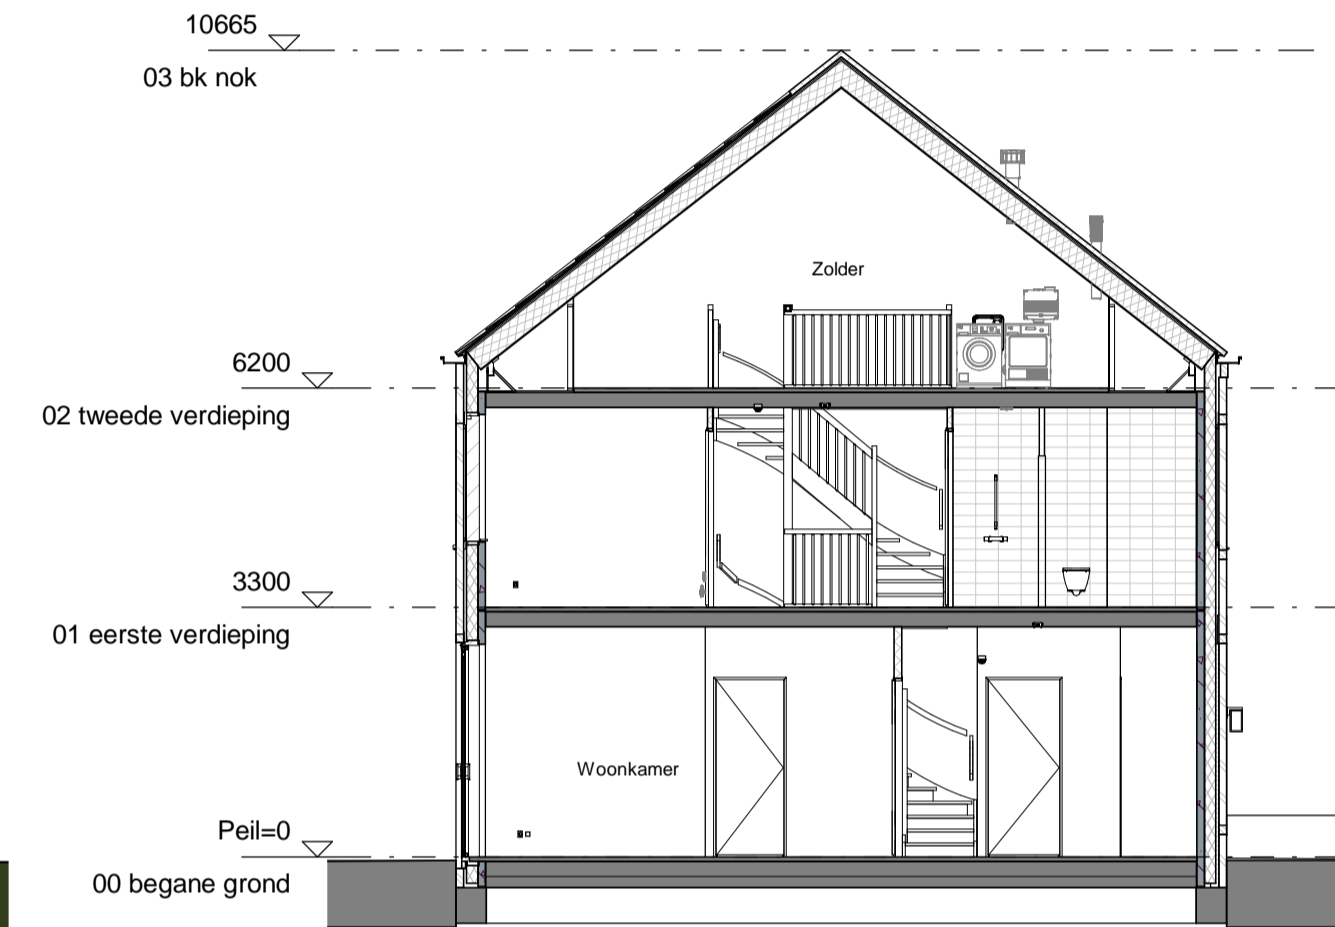 10665
03 bk nok
Zolder
6200
02 tweede verdieping
3300
01 eerste verdieping
Woonkamer
Peil=0
00 begane grond